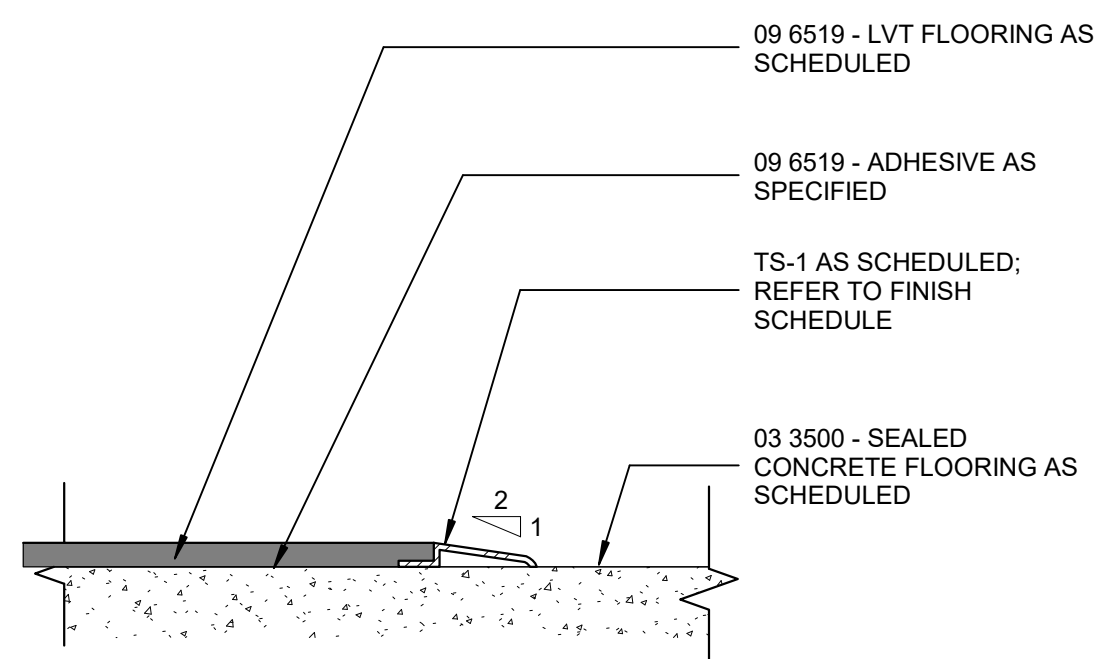 09 6519 - LVT FLOORING AS
SCHEDULED
09 6519 - ADHESIVE AS
SPECIFIED
TS-1 AS SCHEDULED;
REFER TO FINISH
SCHEDULE
03 3500 - SEALED
CONCRETE FLOORING AS
SCHEDULED
2
1